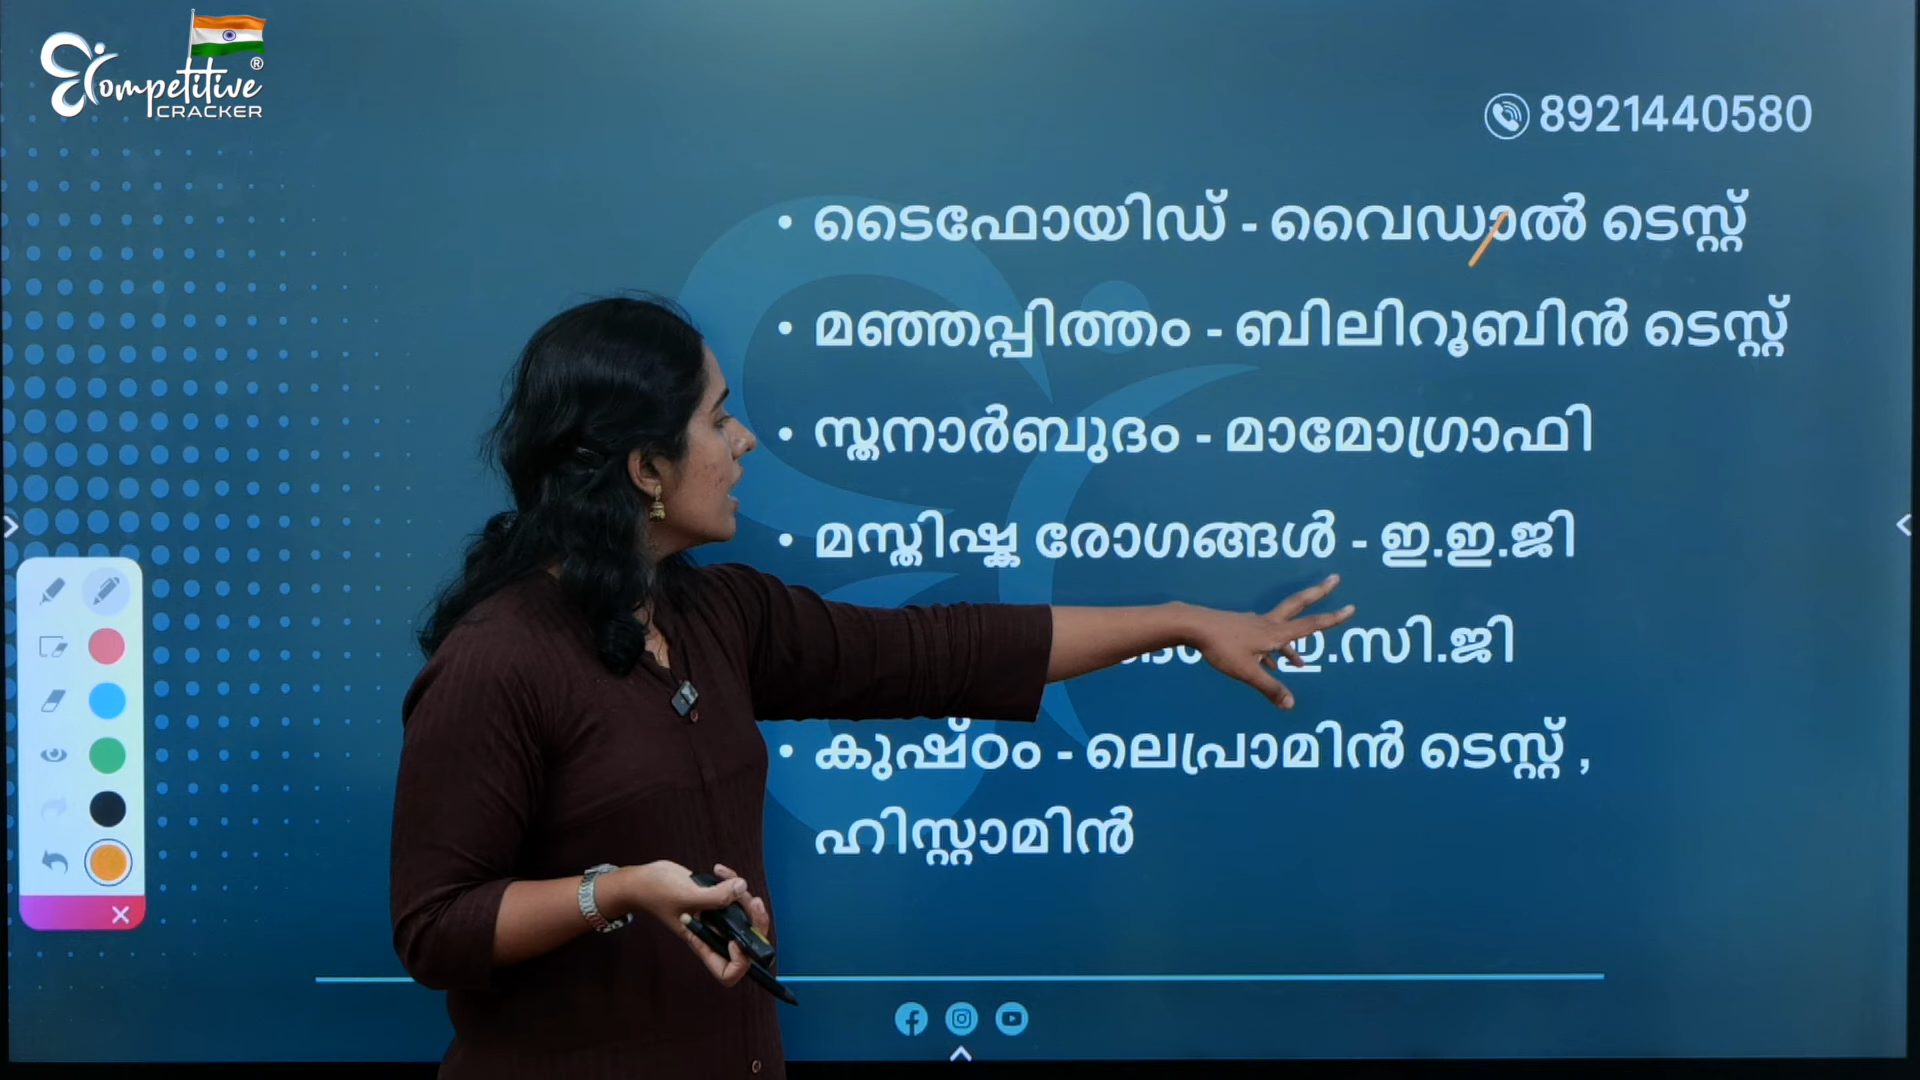 Competitive®
CRACKER
8921440580
• ടൈഫോയിഡ് - വൈഡാൽ ടെസ്റ്റ്
• മഞ്ഞപ്പിത്തം - ബിലിറൂബിൻ ടെസ്റ്റ്
• സ്തനാർബുദം - മാമോഗ്രാഫി
• മസ്തിഷ്ക രോഗങ്ങൾ - ഇ.ഇ.ജി
ഇ.സി.ജി
• കുഷ്ഠം - ലെപ്രാമിൻ ടെസ്റ്റ് ,
ഹിസ്റ്റാമിൻ